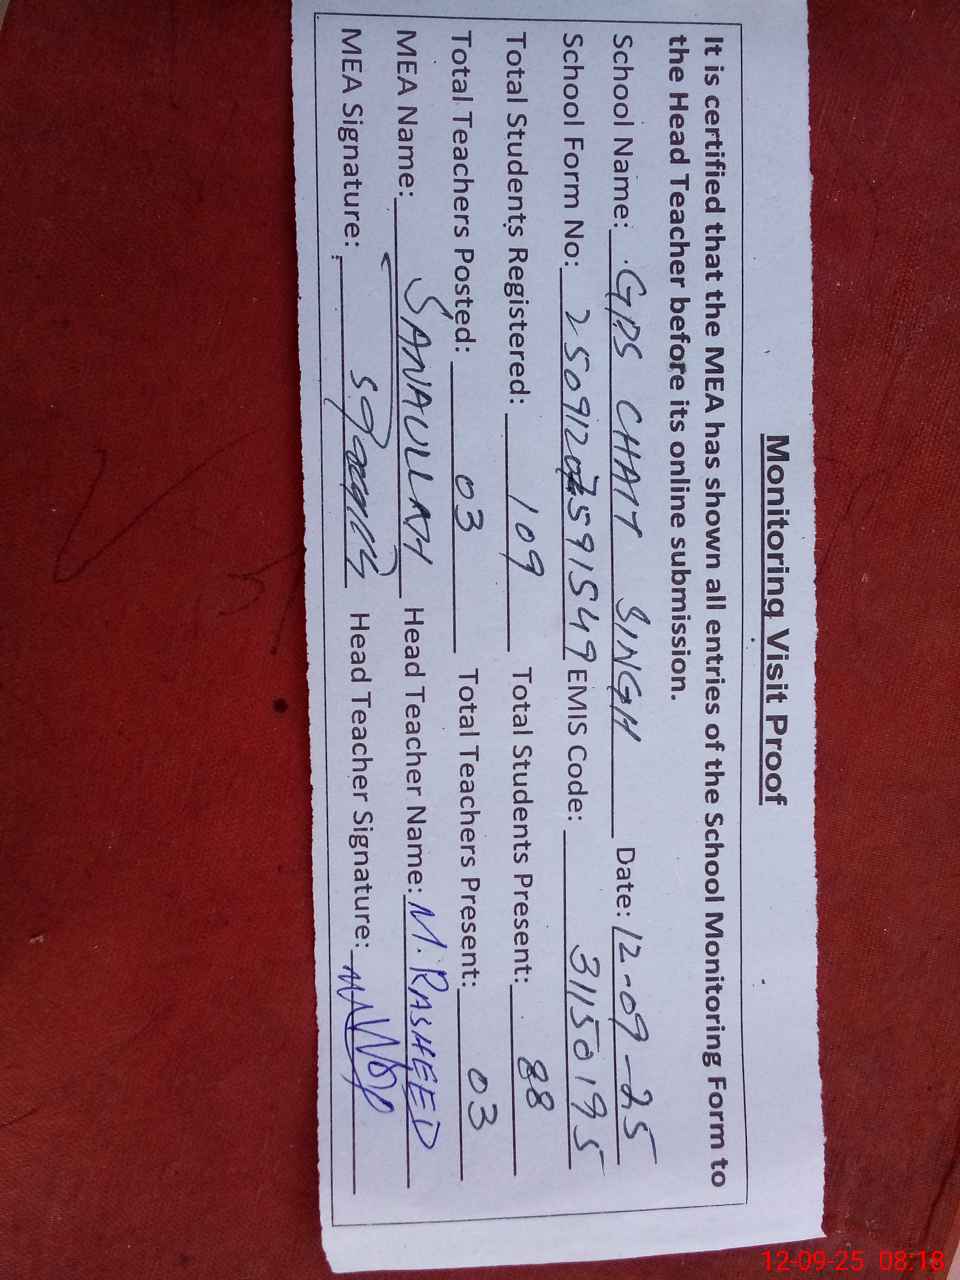 Monitoring Visit Proof
It is certified that the MEA has shown all entries of the School Monitoring Form to
the Head Teacher before its online submission.
School Name: GPS CHATT SINGH Date: 12-09-25
School Form No: 2509120759 1549 EMIS Code: 31150195
Total Students Registered: 109 Total Students Present: 88
Total Teachers Posted: 03 Total Teachers Present: 03
MEA Name: SANAULLAH Head Teacher Name: M. RASHEED
MEA Signature: Head Teacher Signature:
12-09-25 08:18